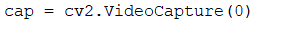 cap = cv2.VideoCapture(0)